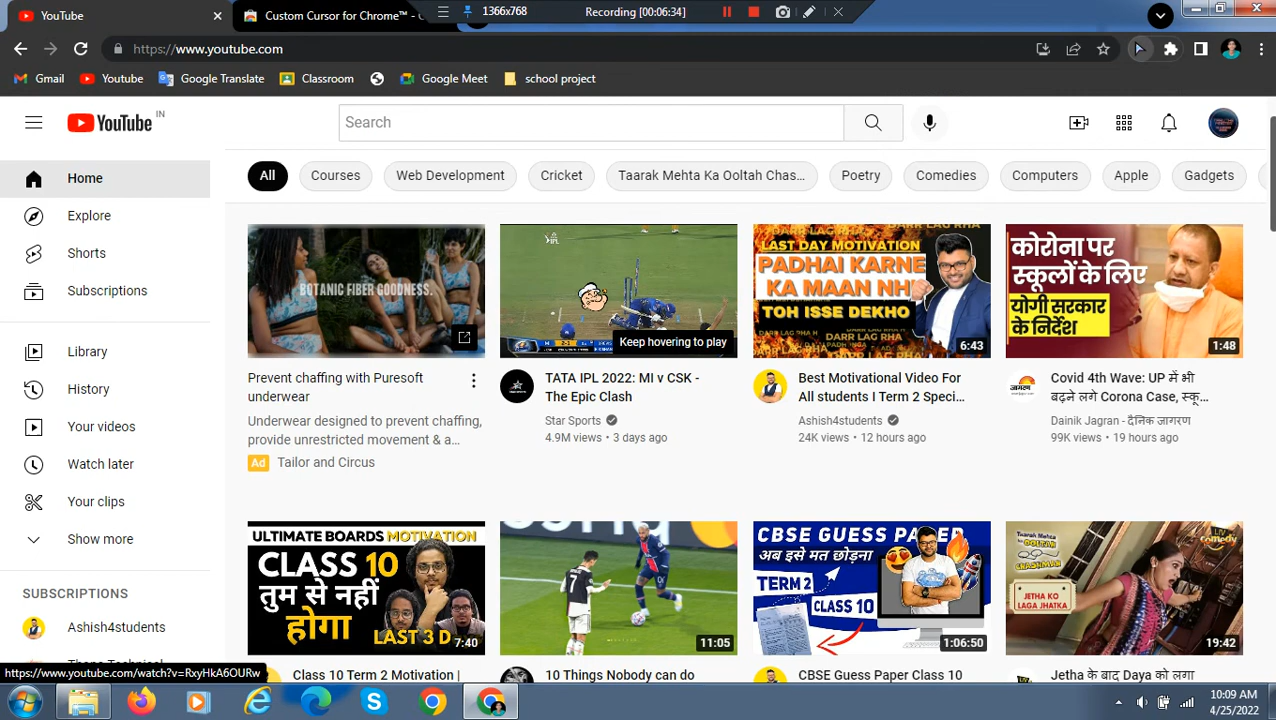 YouTube
Custom Cursor for Chrome™ - C
1366x768
Recording [00:06:34]
https://www.youtube.com
Gmail
Youtube
Google Translate
Classroom
Google Meet
school project
YouTube IN
Search
All
Courses
Web Development
Cricket
Taarak Mehta Ka Ooltah Chas...
Poetry
Comedies
Computers
Apple
Gadgets
Home
Explore
Shorts
Subscriptions
Library
History
Your videos
Watch later
Your clips
Show more
SUBSCRIPTIONS
Ashish4students
BOTANIC FIBER GOODNESS.
Prevent chaffing with Puresoft
underwear
Underwear designed to prevent chaffing,
provide unrestricted movement & a...
Ad Tailor and Circus
IPL
Keep hovering to play
TATA IPL 2022: MI v CSK -
The Epic Clash
Star Sports
4.9M views • 3 days ago
LAST DAY MOTIVATION
PADHAI KARNE
KA MAAN NHI
TOH ISSE DEKHO
6:43
Best Motivational Video For
All students I Term 2 Speci...
Ashish4students
24K views • 12 hours ago
कोरोना पर
स्कूलों के लिए
योगी सरकार
के निर्देश
1:48
Covid 4th Wave: UP में भी
बढ़ने लगे Corona Case, स्कू...
Dainik Jagran - दैनिक जागरण
99K views • 19 hours ago
ULTIMATE BOARDS MOTIVATION
CLASS 10
तुम से नहीं
होगा
LAST 3 D
7:40
Class 10 Term 2 Motivation |
7
11:05
10 Things Nobody can do
CBSE GUESS PAPER
अब इसे मत छोड़ना
TERM 2
CLASS 10
1:06:50
CBSE Guess Paper Class 10
Taarak Mehta
Ka OOLTAH
CHASHMAH
LIV
Comedy
JETHA KO
LAGA JHATKA
19:42
Jetha के बाद Daya को लगा
https://www.youtube.com/watch?v=RxyHkA6OURw
10:09 AM
4/25/2022